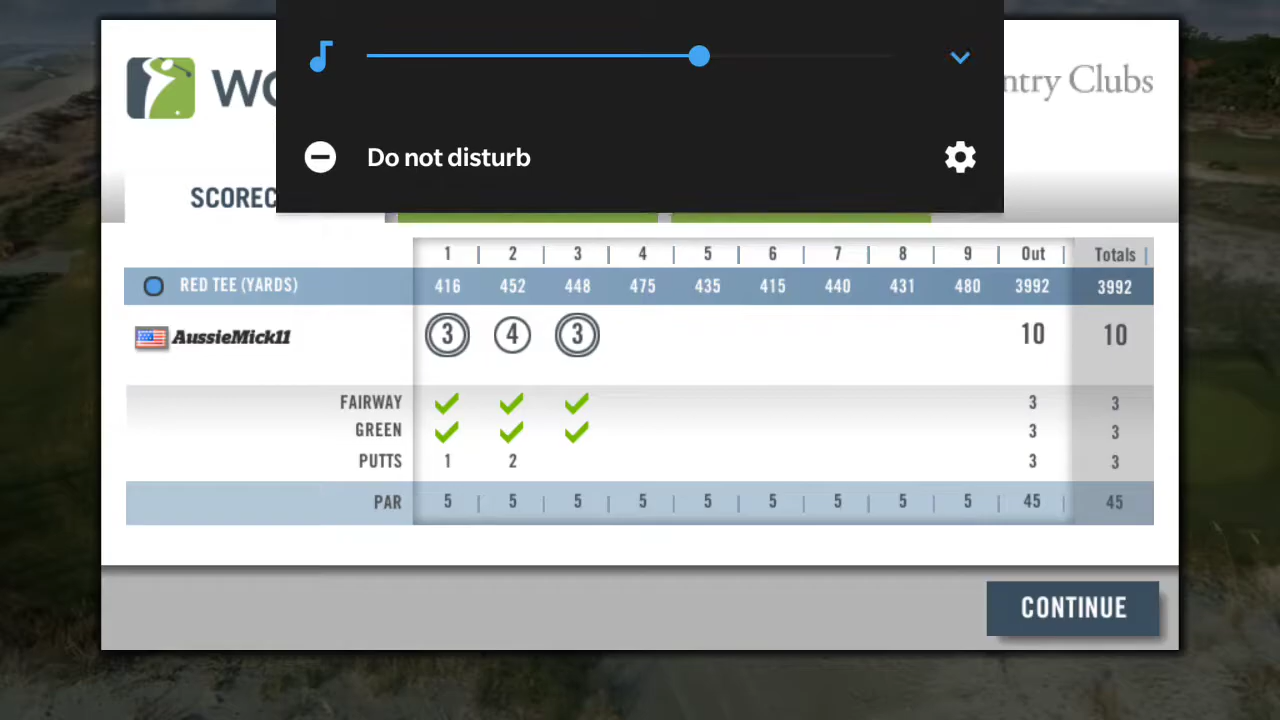 Do not disturb
ntry Clubs
1 | 2 | 3 | 4 | 5 | 6 | 7 | 8 | 9 | Out | Totals |
RED TEE (YARDS) 416 452 448 475 435 415 440 431 480 3992 3992
AussieMick11 3 4 3 10 10
FAIRWAY 3 3
GREEN 3 3
PUTTS 1 2 3 3
PAR 5 | 5 | 5 | 5 | 5 | 5 | 5 | 5 | 5 | 45 | 45
CONTINUE